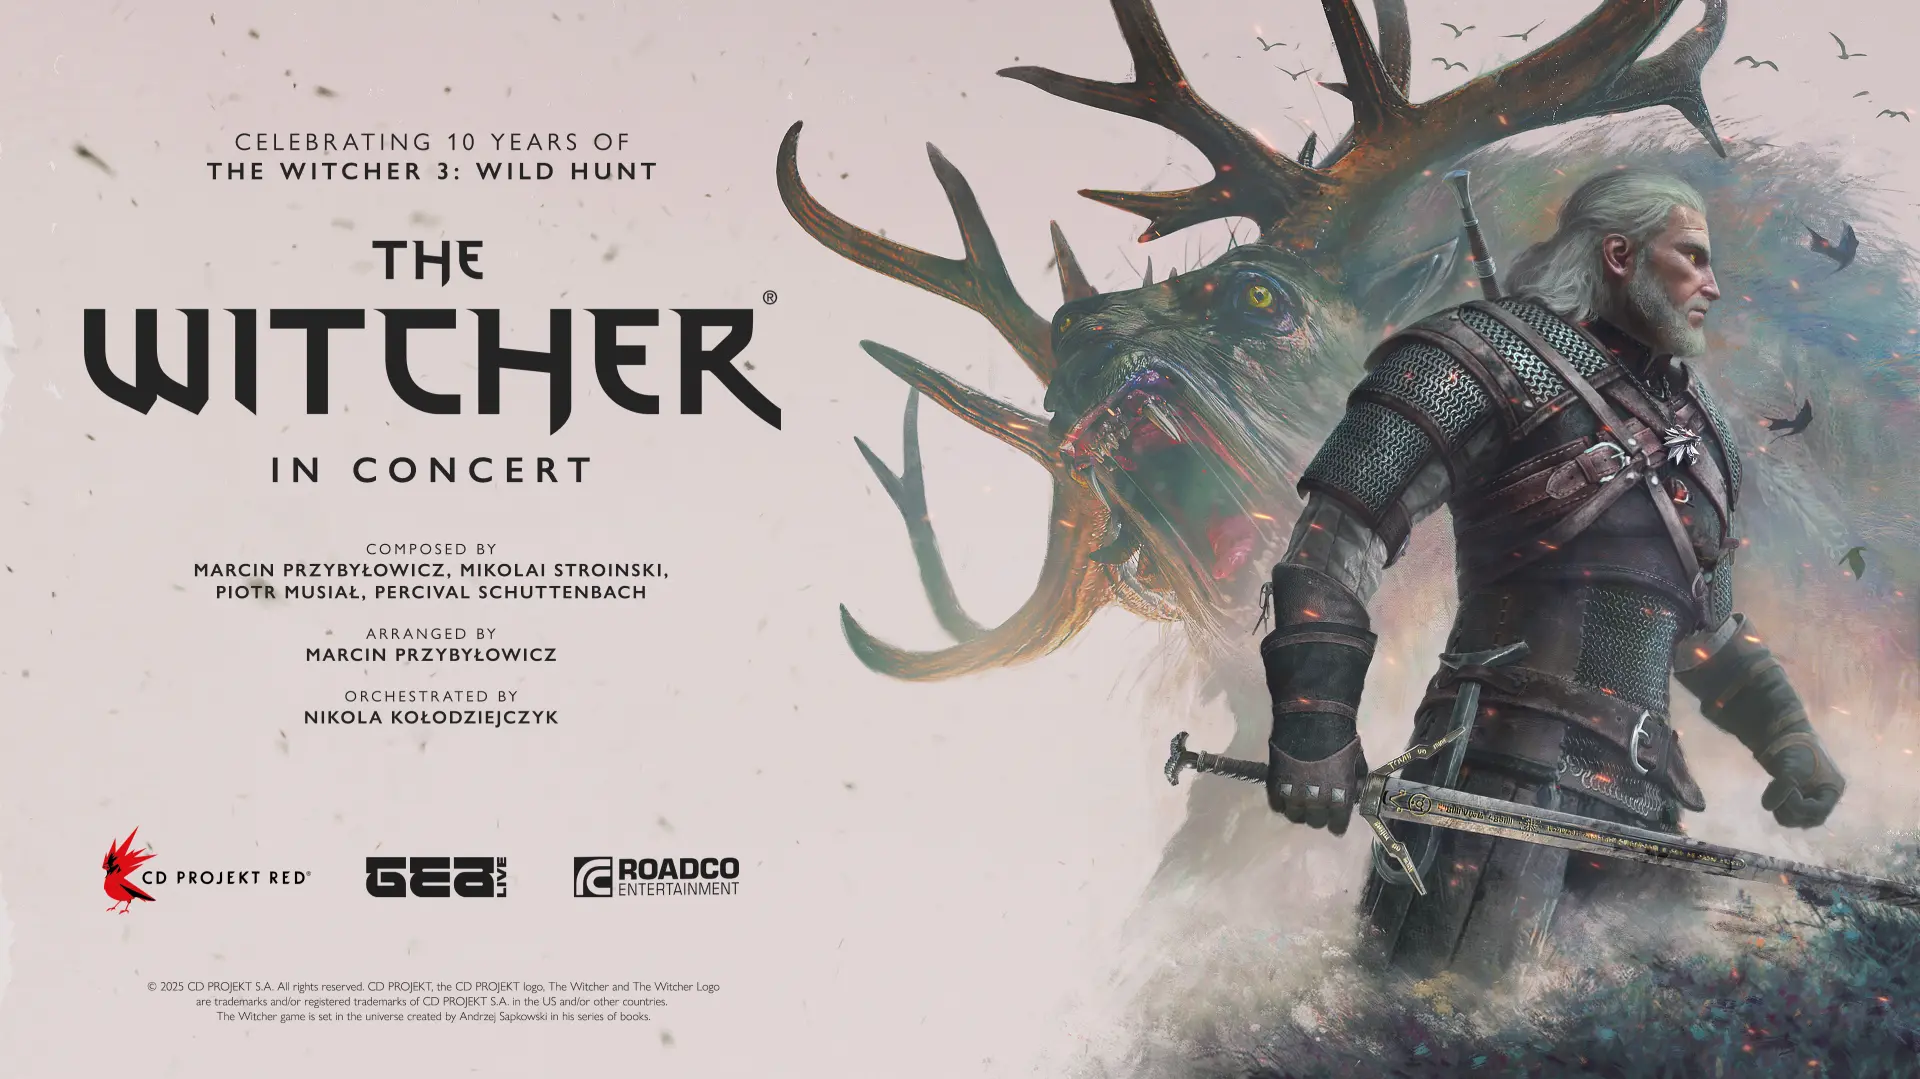 CELEBRATING 10 YEARS OF
THE WITCHER 3: WILD HUNT
THE
WITCHER®
IN CONCERT
COMPOSED BY
MARCIN PRZYBYŁOWICZ, MIKOLAI STROINSKI,
PIOTR MUSIAŁ, PERCIVAL SCHUTTENBACH
ARRANGED BY
MARCIN PRZYBYŁOWICZ
ORCHESTRATED BY
NIKOLA KOŁODZIEJCZYK
CD PROJEKT RED®
GEA LIVE
ROADCO
ENTERTAINMENT
© 2025 CD PROJEKT S.A. All rights reserved. CD PROJEKT, the CD PROJEKT logo, The Witcher and The Witcher Logo
are trademarks and/or registered trademarks of CD PROJEKT S.A. in the US and/or other countries.
The Witcher game is set in the universe created by Andrzej Sapkowski in his series of books.